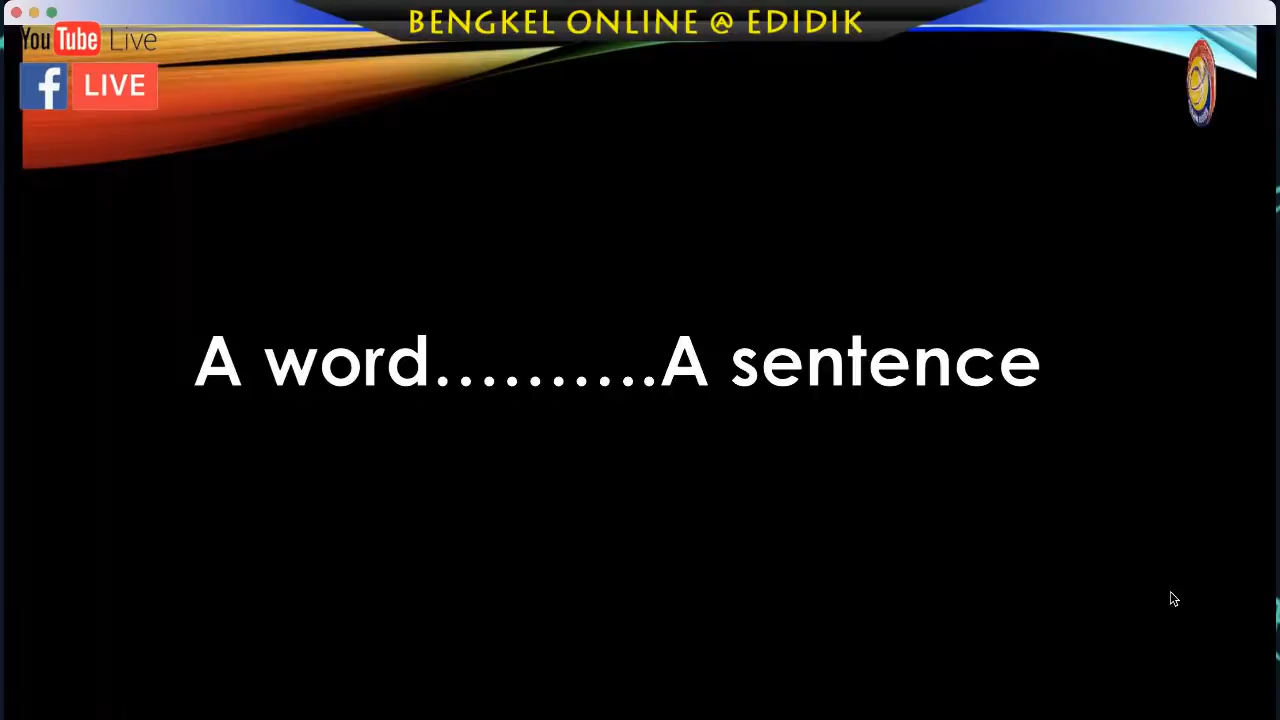 BENGKEL ONLINE @ EDIDIK
YouTube Live
f LIVE
A word..........A sentence